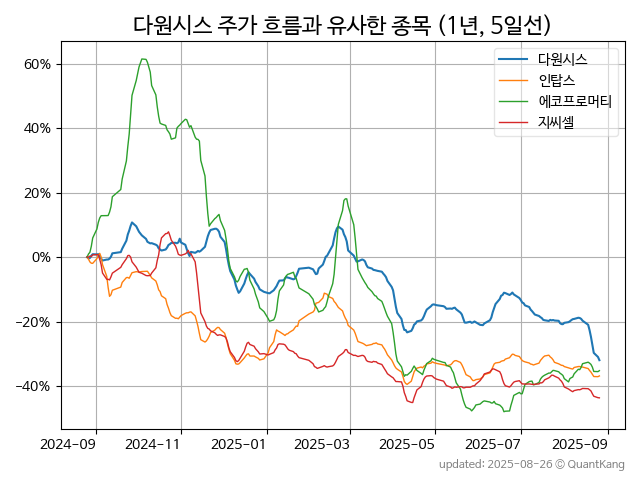 다원시스 주가 흐름과 유사한 종목 (1년, 5일선)
다원시스
인탑스
에코프로머티
지씨셀
60%
40%
20%
0%
−20%
−40%
2024−09
2024−11
2025−01
2025−03
2025−05
2025−07
2025−09
updated: 2025-08-26 © QuantKang